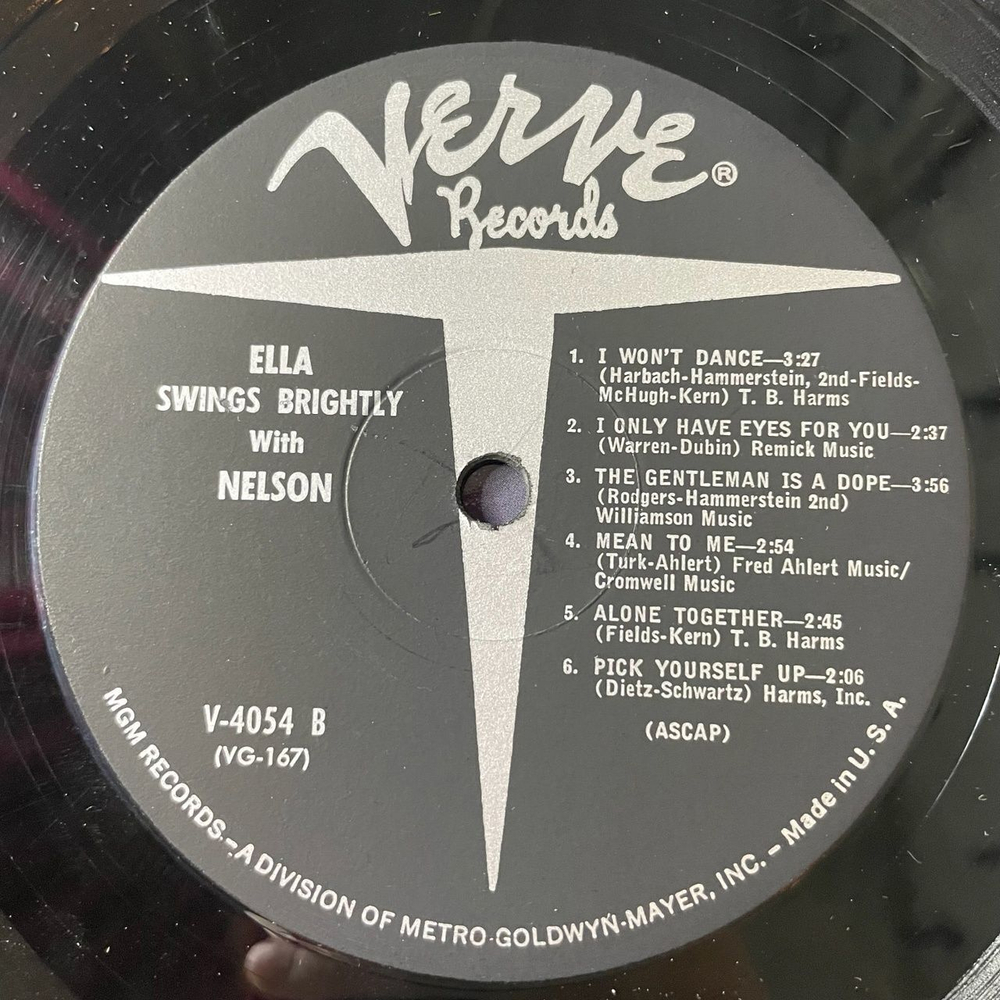 Verve®
Records
ELLA
SWINGS BRIGHTLY
With
NELSON
1. I WON'T DANCE—3:27
(Harbach-Hammerstein, 2nd-Fields-
McHugh-Kern) T. B. Harms
2. I ONLY HAVE EYES FOR YOU—2:37
(Warren-Dubin) Remick Music
3. THE GENTLEMAN IS A DOPE—3:56
(Rodgers-Hammerstein 2nd)
Williamson Music
4. MEAN TO ME—2:54
(Turk-Ahlert) Fred Ahlert Music/
Cromwell Music
5. ALONE TOGETHER—2:45
(Fields-Kern) T. B. Harms
6. PICK YOURSELF UP—2:06
(Dietz-Schwartz) Harms, Inc.
(ASCAP)
V-4054 B
(VG-167)
MGM RECORDS.–A DIVISION OF METRO-GOLDWYN-MAYER, INC. – Made in U. S. A.